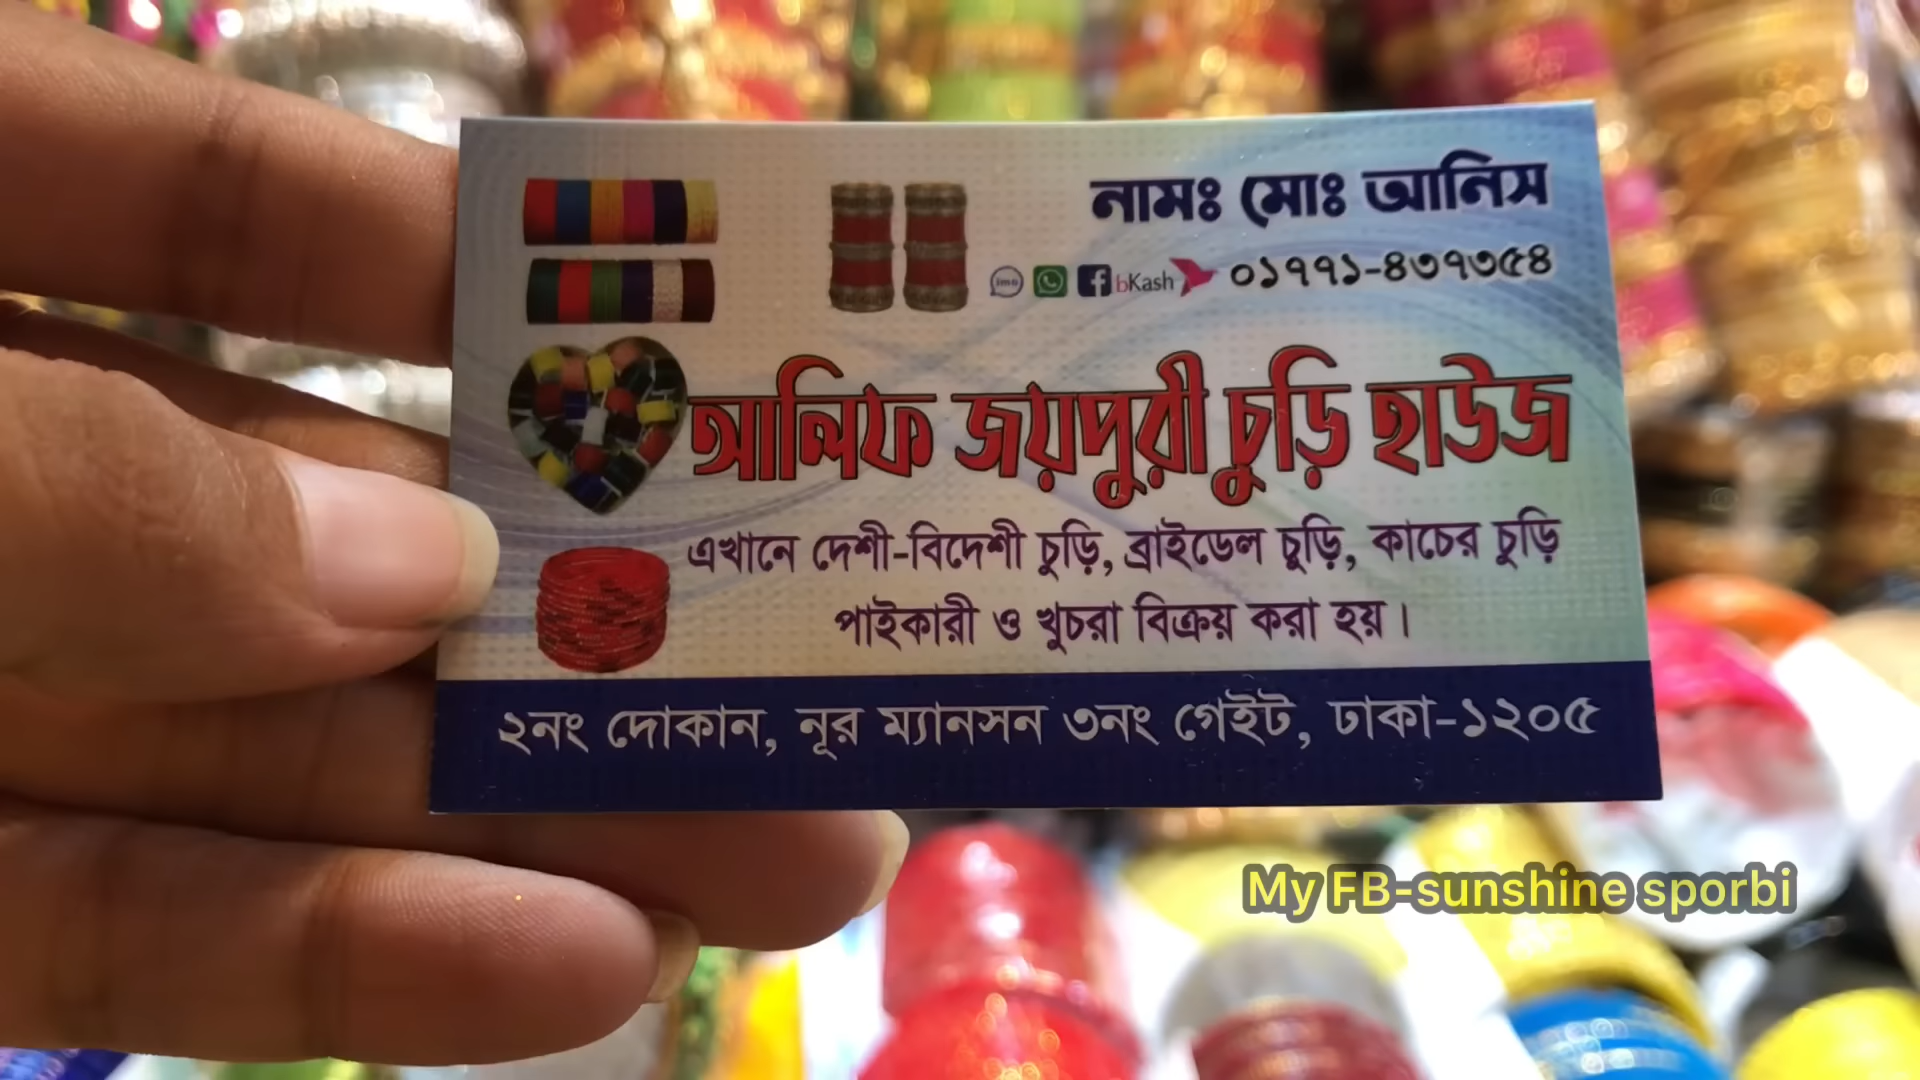 নামঃ মোঃ আনিস
imo bKash ০১৭৭১-৪৩৭৩৫৪
আলিফ জয়পুরী চুড়ি হাউজ
এখানে দেশী-বিদেশী চুড়ি, ব্রাইডেল চুড়ি, কাচের চুড়ি
পাইকারী ও খুচরা বিক্রয় করা হয়।
২নং দোকান, নূর ম্যানসন ৩নং গেইট, ঢাকা-১২০৫
My FB-sunshine sporbi